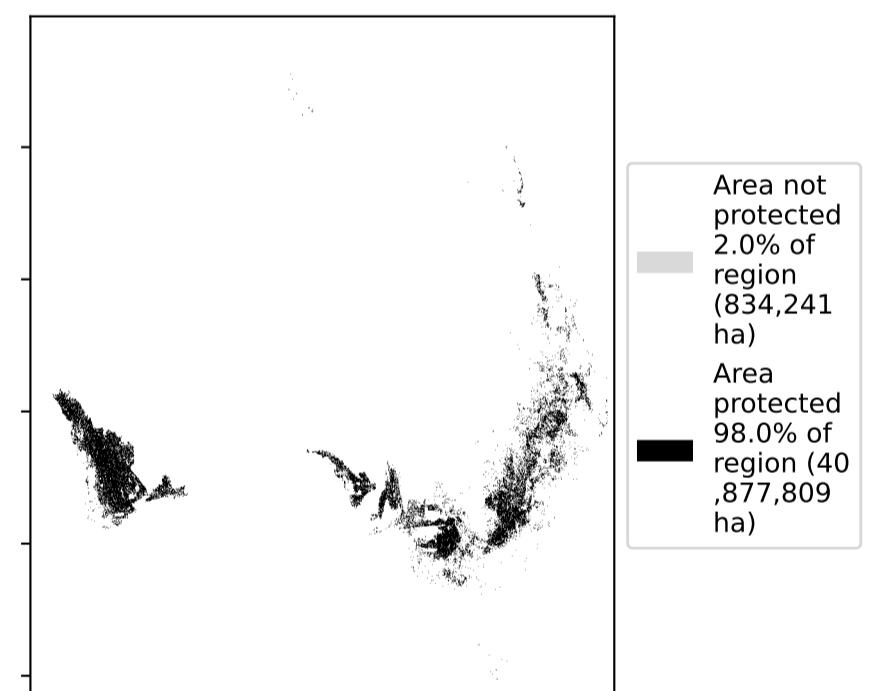 Area not
protected
2.0% of
region
(834,241
ha)
Area
protected
98.0% of
region (40
,877,809
ha)